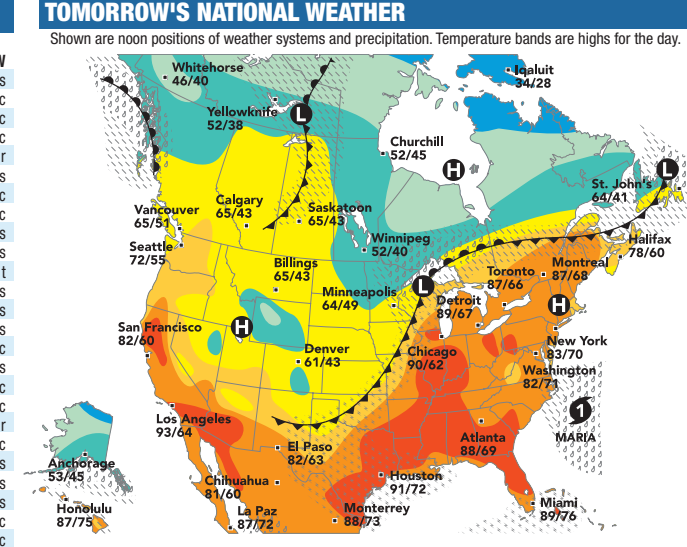 TOMORROW'S NATIONAL WEATHER
Shown are noon positions of weather systems and precipitation. Temperature bands are highs for the day.
Whitehorse
46/40
Iqaluit
34/28
Yellowknife
52/38
L
Churchill
52/45
H
L
St. John's
64/41
Calgary
65/43
Vancouver
65/51
Saskatoon
65/43
Seattle
72/55
Winnipeg
52/40
Halifax
78/60
Billings
65/43
Toronto
87/66
Montreal
87/68
Minneapolis
64/49
L
Detroit
89/67
H
San Francisco
82/60
H
New York
83/70
Denver
61/43
Chicago
90/62
Washington
82/71
1
MARIA
Los Angeles
93/64
El Paso
82/63
Atlanta
88/69
Anchorage
53/45
Chihuahua
81/60
Houston
91/72
Honolulu
87/75
La Paz
87/72
Monterrey
88/73
Miami
89/76
W
s
c
c
c
r
s
c
c
s
s
t
s
s
s
c
s
c
c
r
c
s
s
s
c
c